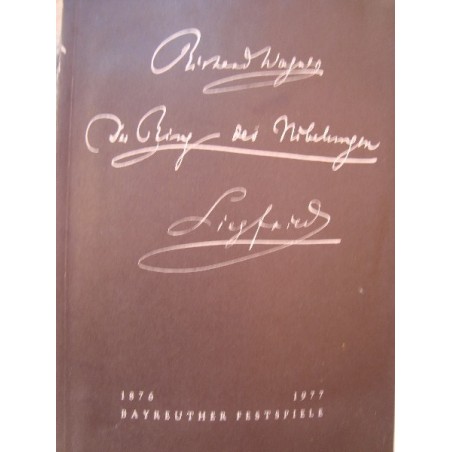 Richard Wagner
Der Ring des Nibelungen
Siegfried
1876 1977
BAYREUTHER FESTSPIELE